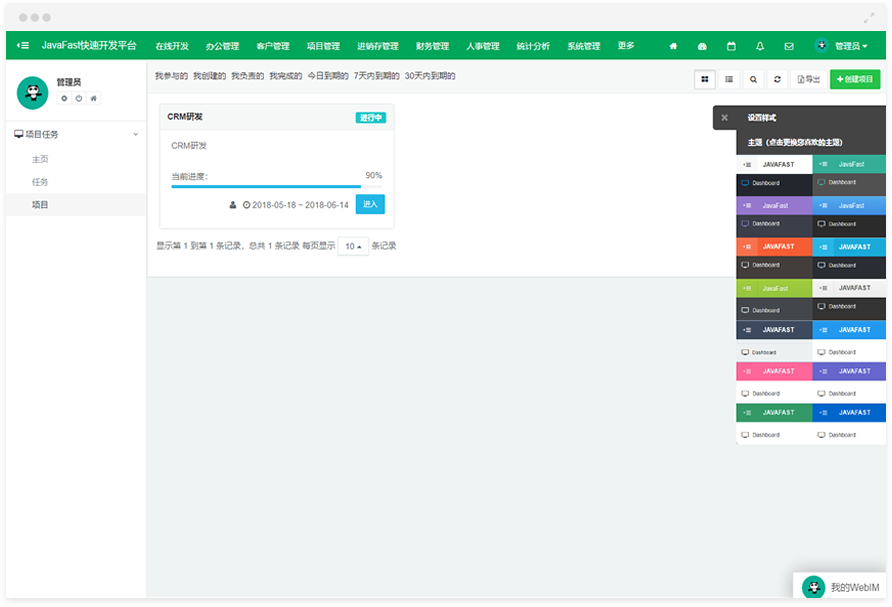 JavaFast快速开发平台 在线开发 办公管理 客户管理 项目管理 进销存管理 财务管理 人事管理 统计分析 系统管理 更多 管理员
管理员
项目任务
主页
任务
项目
我参与的 我创建的 我负责的 我完成的 今日到期的 7天内到期的 30天内到期的
导出 创建项目
CRM研发 进行中
CRM研发
当前进度: 90%
2018-05-18 ~ 2018-06-14 进入
显示第 1 到第 1 条记录，总共 1 条记录 每页显示 10 条记录
设置样式
主题（点击更换您喜欢的主题）
JAVAFAST JavaFast
Dashboard Dashboard
JavaFast JavaFast
Dashboard Dashboard
JAVAFAST JAVAFAST
Dashboard Dashboard
JavaFast JAVAFAST
Dashboard Dashboard
JAVAFAST JAVAFAST
Dashboard Dashboard
JAVAFAST JAVAFAST
Dashboard Dashboard
JAVAFAST JAVAFAST
Dashboard Dashboard
我的WebIM